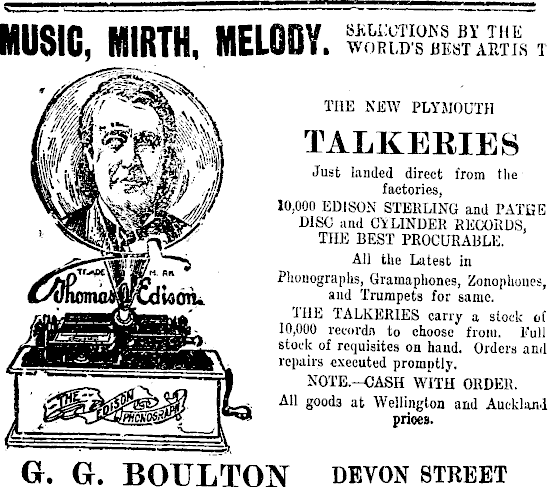 MUSIC, MIRTH, MELODY.
SELECTIONS BY THE
WORLD'S BEST ARTIST
THE NEW PLYMOUTH
TALKERIES
Just landed direct from the
factories,
10,000 EDISON STERLING and PATHE
DISC and CYLINDER RECORDS,
THE BEST PROCURABLE.
All the Latest in
Phonographs, Gramaphones, Zonophones,
and Trumpets for same.
THE TALKERIES carry a stock of
10,000 records to choose from. Full
stock of requisites on hand. Orders and
repairs executed promptly.
NOTE.—CASH WITH ORDER.
All goods at Wellington and Auckland
prices.
TRADE MARK
Thomas A Edison
THE EDISON PHONOGRAPH
G. G. BOULTON
DEVON STREET